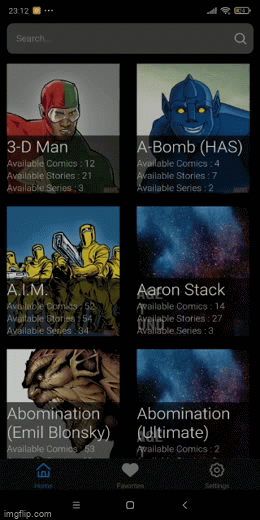 23:12
Search...
3-D Man
Available Comics : 12
Available Stories : 21
Available Series : 3
A-Bomb (HAS)
Available Comics : 4
Available Stories : 7
Available Series : 2
A.I.M.
Available Comics : 52
Available Stories : 54
Available Series : 34
Aaron Stack
Available Comics : 14
Available Stories : 27
Available Series : 3
Abomination
(Emil Blonsky)
Available Comics : 53
Abomination
(Ultimate)
Available Comics : 2
Home
Favorites
Settings
imgflip.com